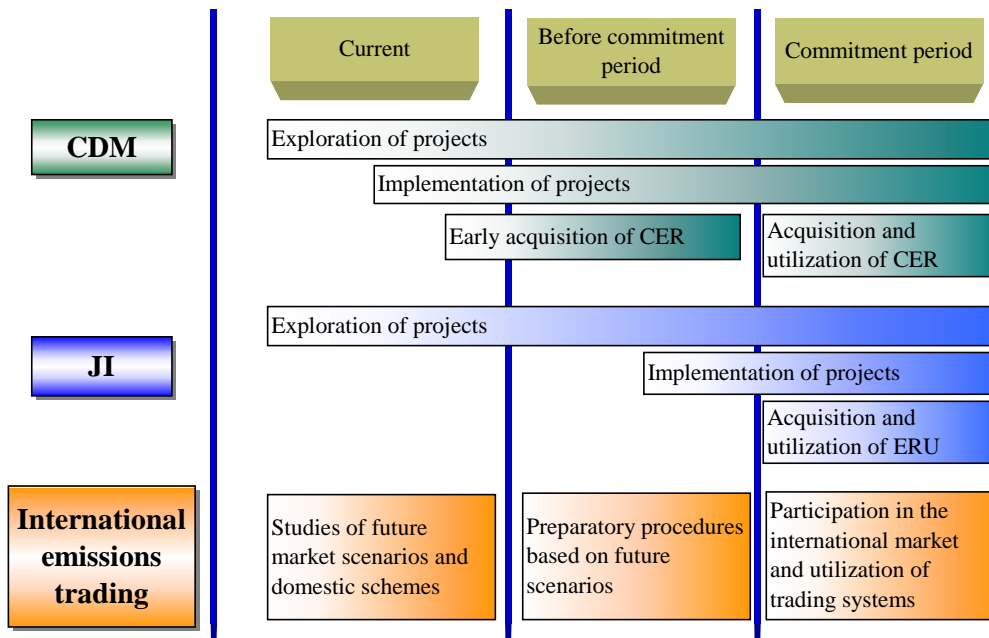 Current
Before commitment
period
Commitment period
CDM
Exploration of projects
Implementation of projects
Early acquisition of CER
Acquisition and
utilization of CER
JI
Exploration of projects
Implementation of projects
Acquisition and
utilization of ERU
International
emissions
trading
Studies of future
market scenarios and
domestic schemes
Preparatory procedures
based on future
scenarios
Participation in the
international market
and utilization of
trading systems